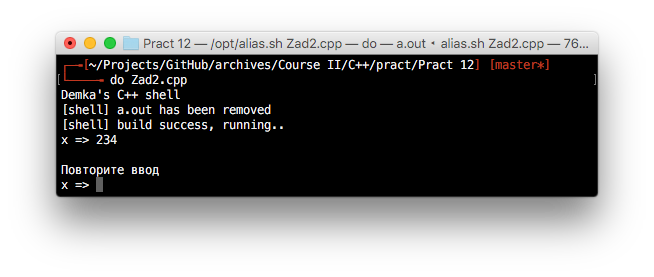 Pract 12 — /opt/alias.sh Zad2.cpp — do — a.out ◂ alias.sh Zad2.cpp — 76...
[~/Projects/GitHub/archives/Course II/C++/pract/Pract 12] [master*]
do Zad2.cpp
Demka's C++ shell
[shell] a.out has been removed
[shell] build success, running..
x => 234
Повторите ввод
x =>